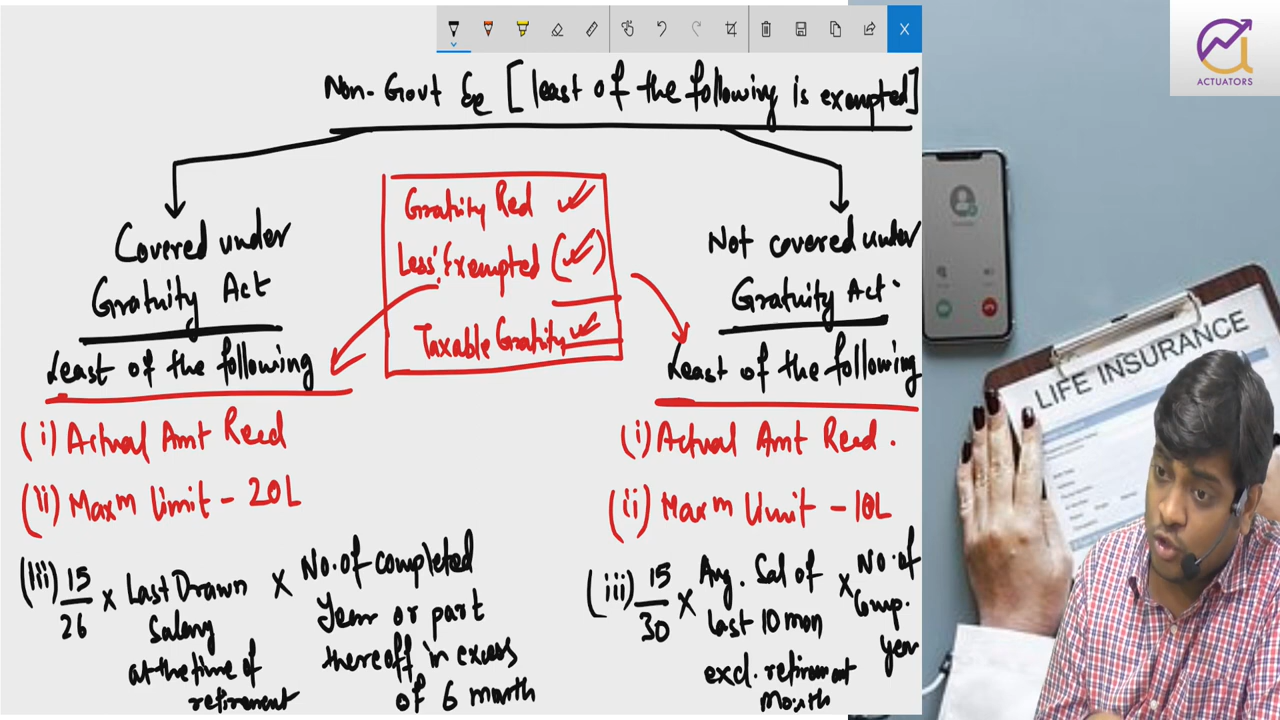 Non-Govt Ee [least of the following is exempted]
Covered under
Gratuity Act
Least of the following
(i) Actual Amt Recd
(ii) Maxm limit - 20L
(iii) 15/26 × Last Drawn Salary at the time of retirement × No. of completed Year or part thereoff in excess of 6 month
Gratuity Recd ✓
Less: Exempted (✓)
Taxable Gratity ✓
Not covered under
Gratuity Act.
Least of the following
(i) Actual Amt Recd.
(ii) Maxm limit - 10L
(iii) 15/30 × Avg. Sal of last 10 mon excl. retirement Month × No. of Comp. year
ACTUATORS
LIFE INSURANCE